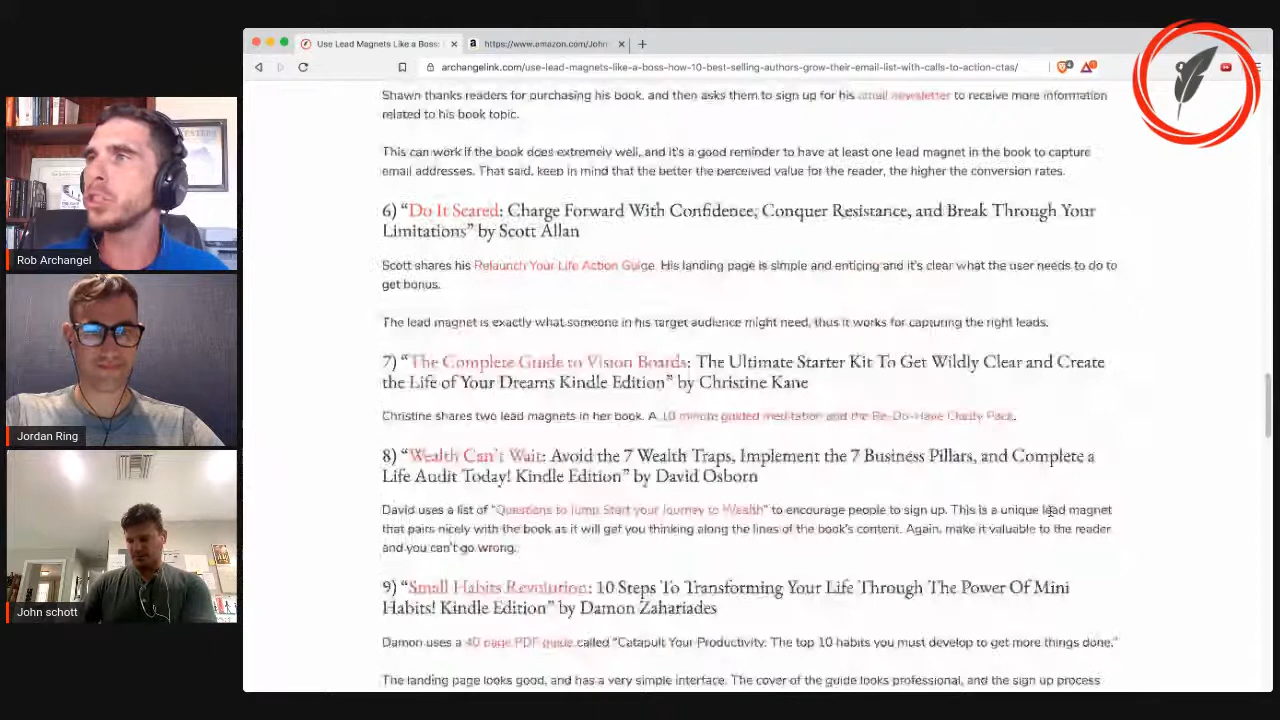 Use Lead Magnets Like a Boss:
https://www.amazon.com/John
archangelink.com/use-lead-magnets-like-a-boss-how-10-best-selling-authors-grow-their-email-list-with-calls-to-action-ctas/
Shawn thanks readers for purchasing his book, and then asks them to sign up for his email newsletter to receive more information
related to his book topic.
This can work if the book does extremely well, and it's a good reminder to have at least one lead magnet in the book to capture
email addresses. That said, keep in mind that the better the perceived value for the reader, the higher the conversion rates.
6) “Do It Scared: Charge Forward With Confidence, Conquer Resistance, and Break Through Your
Limitations” by Scott Allan
Scott shares his Relaunch Your Life Action Guide. His landing page is simple and enticing and it's clear what the user needs to do to
get bonus.
The lead magnet is exactly what someone in his target audience might need, thus it works for capturing the right leads.
7) “The Complete Guide to Vision Boards: The Ultimate Starter Kit To Get Wildly Clear and Create
the Life of Your Dreams Kindle Edition” by Christine Kane
Christine shares two lead magnets in her book. A 10 minute guided meditation and the Be-Do-Have Clarity Pack.
8) “Wealth Can't Wait: Avoid the 7 Wealth Traps, Implement the 7 Business Pillars, and Complete a
Life Audit Today! Kindle Edition” by David Osborn
David uses a list of “Questions to Jump Start your Journey to Wealth” to encourage people to sign up. This is a unique lead magnet
that pairs nicely with the book as it will get you thinking along the lines of the book's content. Again, make it valuable to the reader
and you can't go wrong.
9) “Small Habits Revolution: 10 Steps To Transforming Your Life Through The Power Of Mini
Habits! Kindle Edition” by Damon Zahariades
Damon uses a 40 page PDF guide called “Catapult Your Productivity: The top 10 habits you must develop to get more things done.”
The landing page looks good, and has a very simple interface. The cover of the guide looks professional, and the sign up process
Rob Archangel
Jordan Ring
John schott